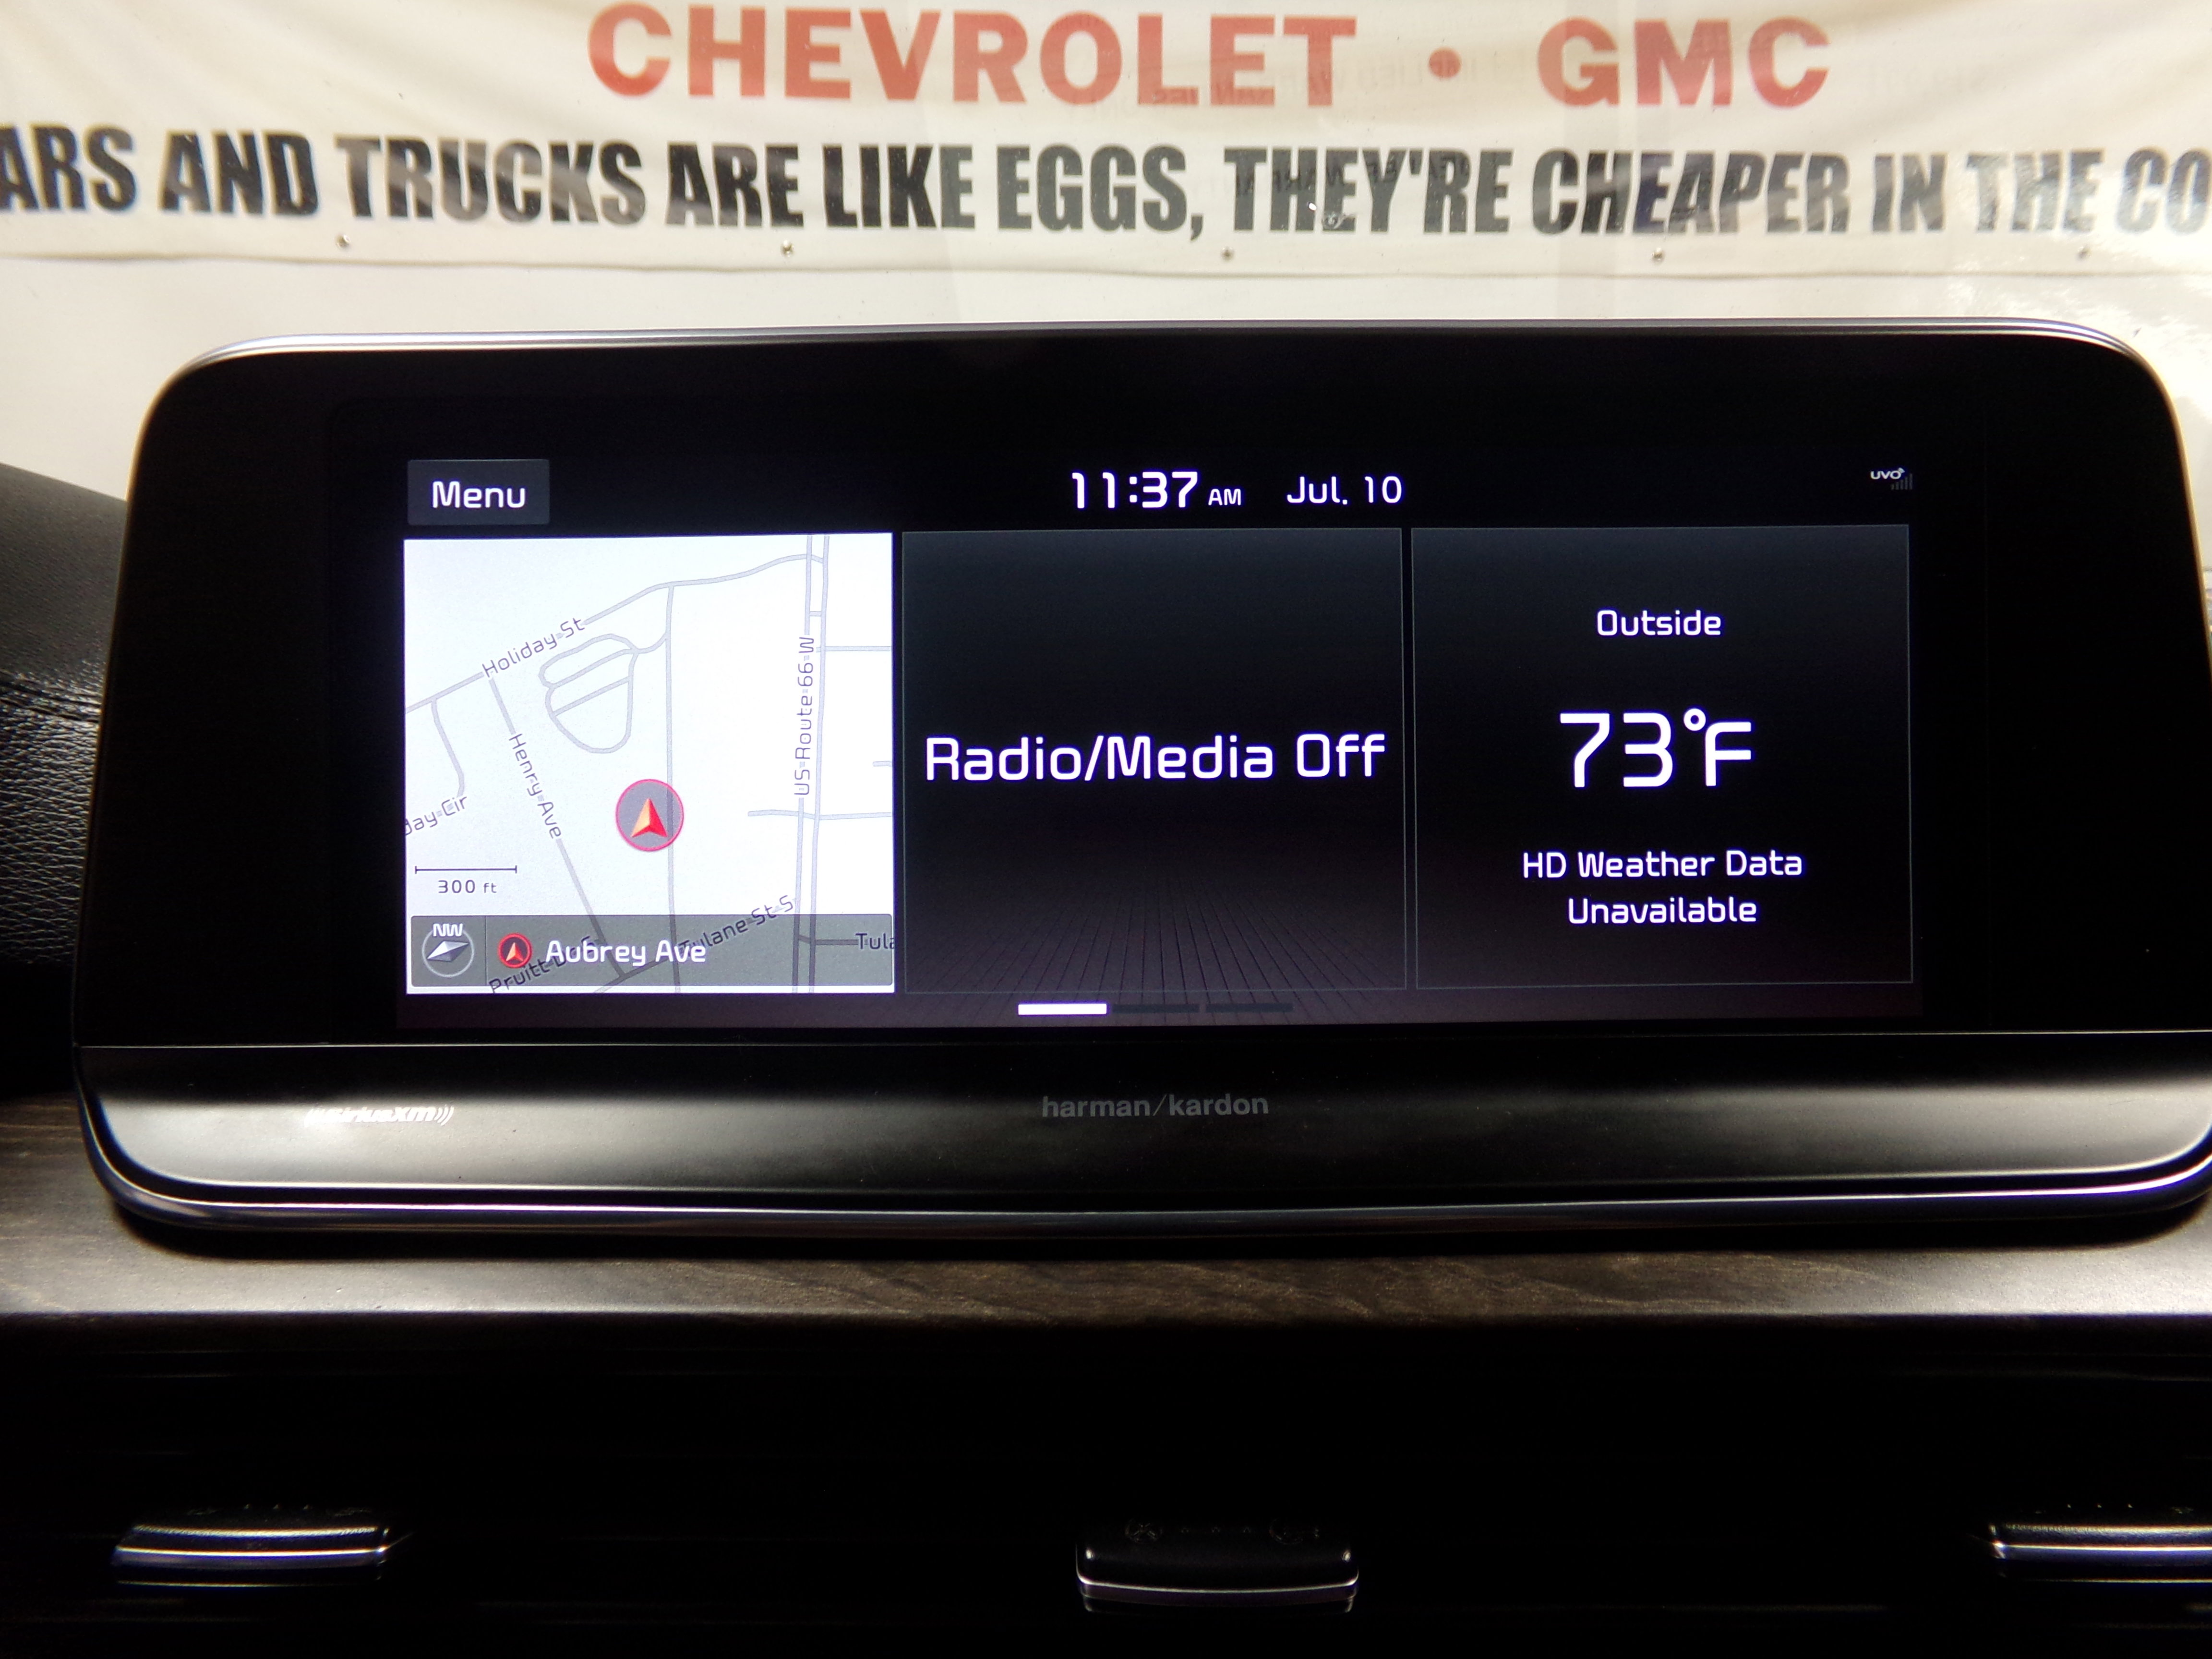 CHEVROLET • GMC
ARS AND TRUCKS ARE LIKE EGGS, THEY'RE CHEAPER IN THE CO
Menu
11:37 AM Jul. 10
UVO
Holiday St
US Route 66 W
Henry Ave
day Cir
300 ft
Tulane St S
Tula
NW
Aubrey Ave
Radio/Media Off
Outside
73°F
HD Weather Data
Unavailable
((SiriusXM))
harman/kardon